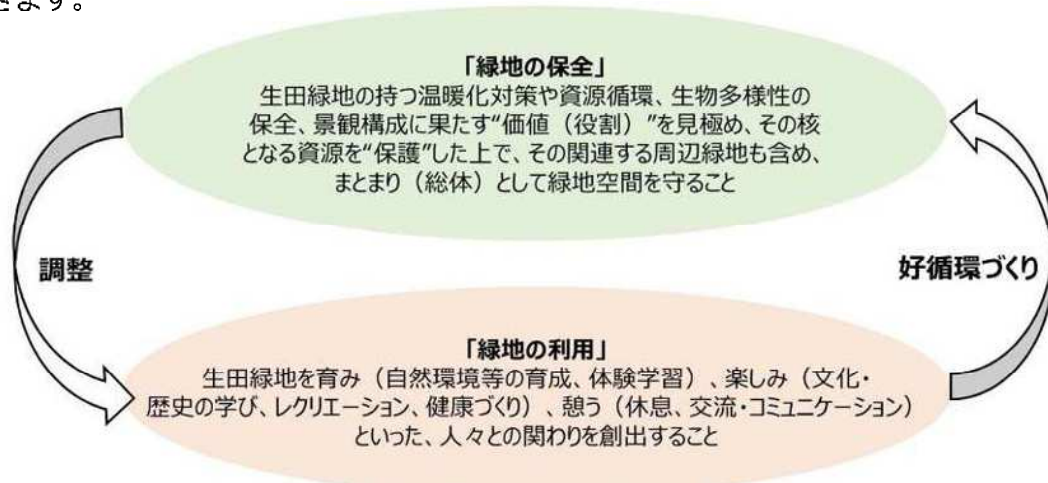 きます。
「緑地の保全」
生田緑地の持つ温暖化対策や資源循環、生物多様性の
保全、景観構成に果たす“価値（役割）”を見極め、その核
となる資源を“保護”した上で、その関連する周辺緑地も含め、
まとまり（総体）として緑地空間を守ること
調整
好循環づくり
「緑地の利用」
生田緑地を育み（自然環境等の育成、体験学習）、楽しみ（文化・
歴史の学び、レクリエーション、健康づくり）、憩う（休息、交流・コミュニケーション）
といった、人々との関わりを創出すること